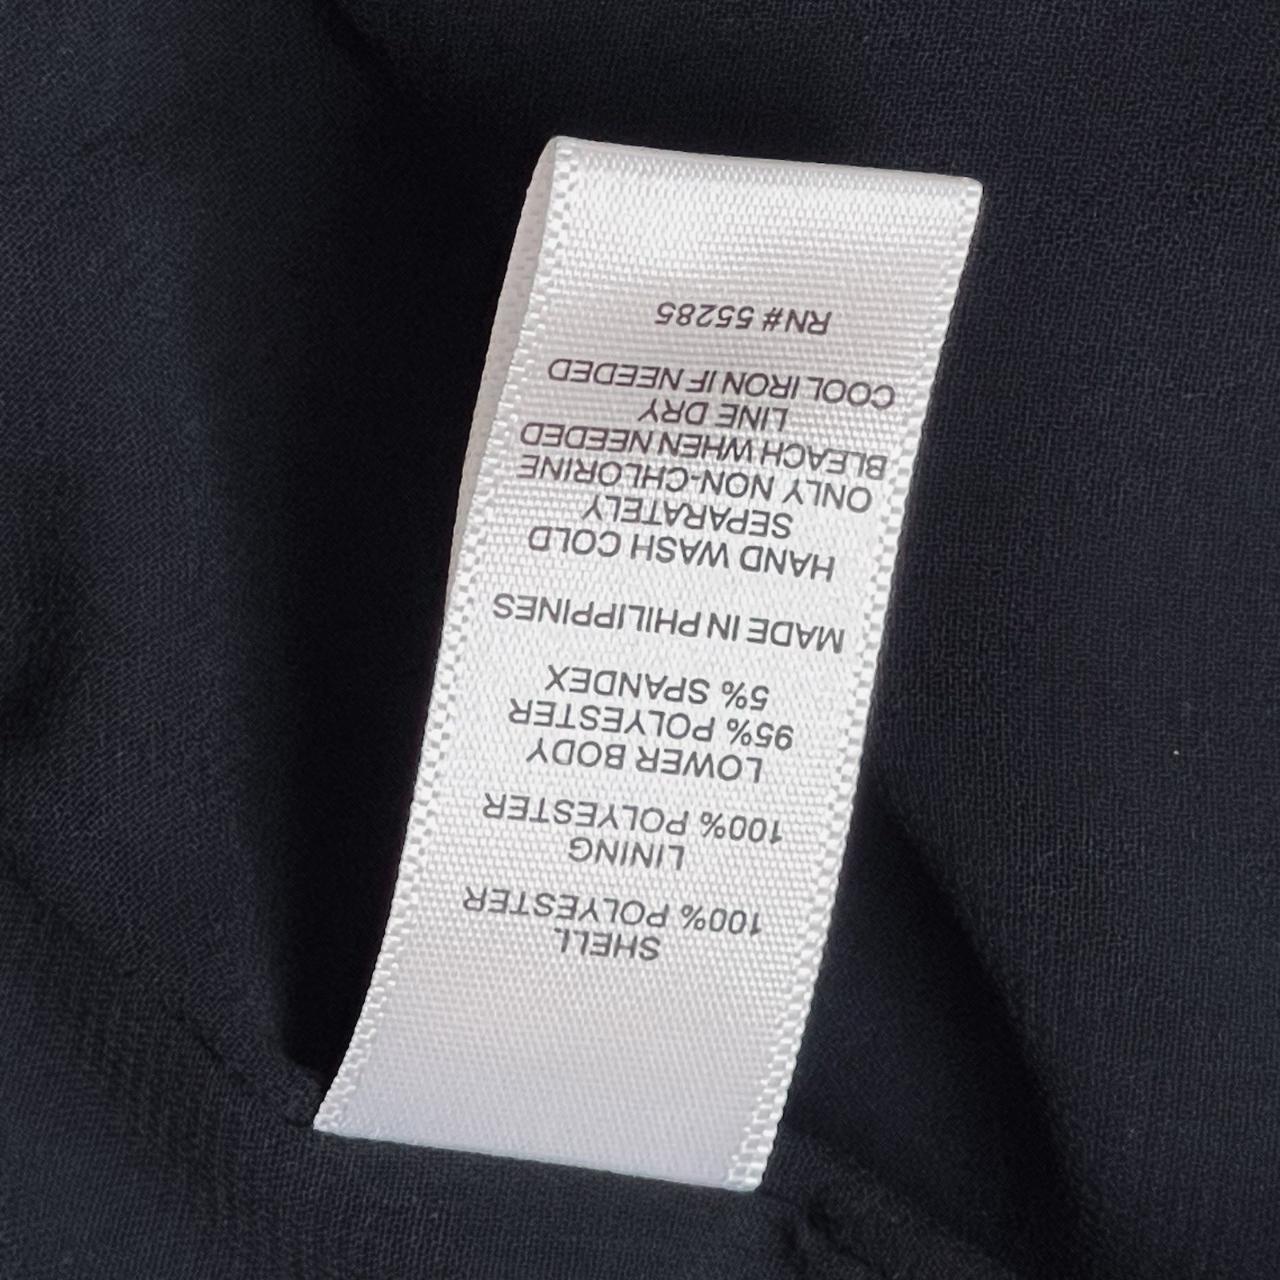 SHELL
100% POLYESTER
LINING
100% POLYESTER
LOWER BODY
95% POLYESTER
5% SPANDEX
MADE IN PHILIPPINES
HAND WASH COLD
SEPARATELY
ONLY NON-CHLORINE
BLEACH WHEN NEEDED
LINE DRY
COOL IRON IF NEEDED
RN# 55285